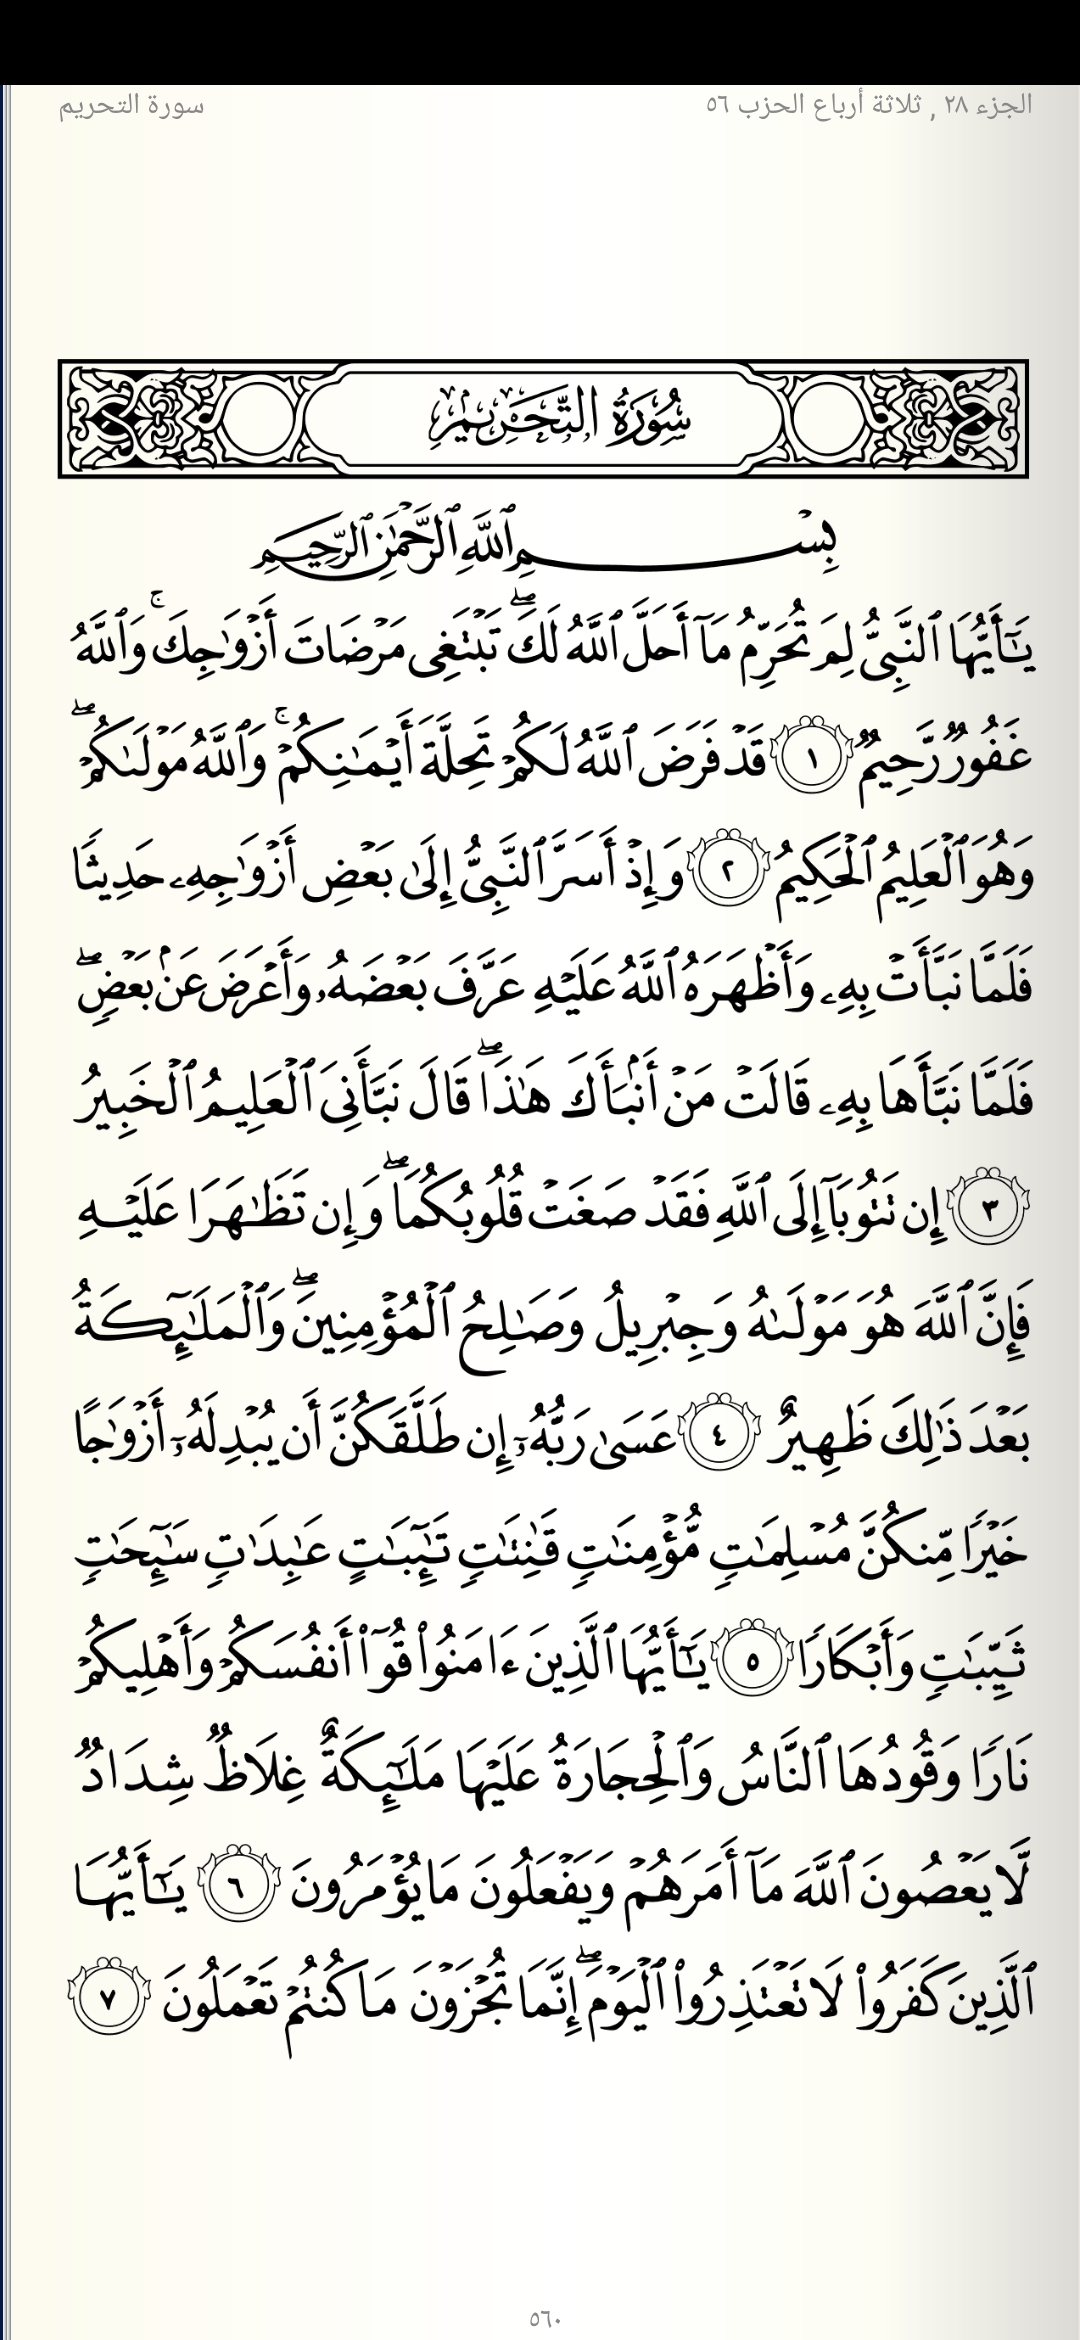 الجزء ٢٨ , ثلاثة أرباع الحزب ٥٦ سورة التحريم
سُورَةُ التَّحۡرِيمِ
بِسۡمِ ٱللَّهِ ٱلرَّحۡمَٰنِ ٱلرَّحِيمِ
يَٰٓأَيُّهَا ٱلنَّبِيُّ لِمَ تُحَرِّمُ مَآ أَحَلَّ ٱللَّهُ لَكَۖ تَبۡتَغِي مَرۡضَاتَ أَزۡوَٰجِكَۚ وَٱللَّهُ
غَفُورٞ رَّحِيمٞ ١ قَدۡ فَرَضَ ٱللَّهُ لَكُمۡ تَحِلَّةَ أَيۡمَٰنِكُمۡۚ وَٱللَّهُ مَوۡلَىٰكُمۡۖ
وَهُوَ ٱلۡعَلِيمُ ٱلۡحَكِيمُ ٢ وَإِذۡ أَسَرَّ ٱلنَّبِيُّ إِلَىٰ بَعۡضِ أَزۡوَٰجِهِۦ حَدِيثٗا
فَلَمَّا نَبَّأَتۡ بِهِۦ وَأَظۡهَرَهُ ٱللَّهُ عَلَيۡهِ عَرَّفَ بَعۡضَهُۥ وَأَعۡرَضَ عَنۢ بَعۡضٖۖ
فَلَمَّا نَبَّأَهَا بِهِۦ قَالَتۡ مَنۡ أَنۢبَأَكَ هَٰذَاۖ قَالَ نَبَّأَنِيَ ٱلۡعَلِيمُ ٱلۡخَبِيرُ
٣ إِن تَتُوبَآ إِلَى ٱللَّهِ فَقَدۡ صَغَتۡ قُلُوبُكُمَاۖ وَإِن تَظَٰهَرَا عَلَيۡهِ
فَإِنَّ ٱللَّهَ هُوَ مَوۡلَىٰهُ وَجِبۡرِيلُ وَصَٰلِحُ ٱلۡمُؤۡمِنِينَۖ وَٱلۡمَلَٰٓئِكَةُ
بَعۡدَ ذَٰلِكَ ظَهِيرٌ ٤ عَسَىٰ رَبُّهُۥٓ إِن طَلَّقَكُنَّ أَن يُبۡدِلَهُۥٓ أَزۡوَٰجًا
خَيۡرٗا مِّنكُنَّ مُسۡلِمَٰتٖ مُّؤۡمِنَٰتٖ قَٰنِتَٰتٖ تَٰٓئِبَٰتٍ عَٰبِدَٰتٖ سَٰٓئِحَٰتٖ
ثَيِّبَٰتٖ وَأَبۡكَارٗا ٥ يَٰٓأَيُّهَا ٱلَّذِينَ ءَامَنُواْ قُوٓاْ أَنفُسَكُمۡ وَأَهۡلِيكُمۡ
نَارٗا وَقُودُهَا ٱلنَّاسُ وَٱلۡحِجَارَةُ عَلَيۡهَا مَلَٰٓئِكَةٌ غِلَاظٞ شِدَادٞ
لَّا يَعۡصُونَ ٱللَّهَ مَآ أَمَرَهُمۡ وَيَفۡعَلُونَ مَا يُؤۡمَرُونَ ٦ يَٰٓأَيُّهَا
ٱلَّذِينَ كَفَرُواْ لَا تَعۡتَذِرُواْ ٱلۡيَوۡمَۖ إِنَّمَا تُجۡزَوۡنَ مَا كُنتُمۡ تَعۡمَلُونَ ٧
٥٦٠